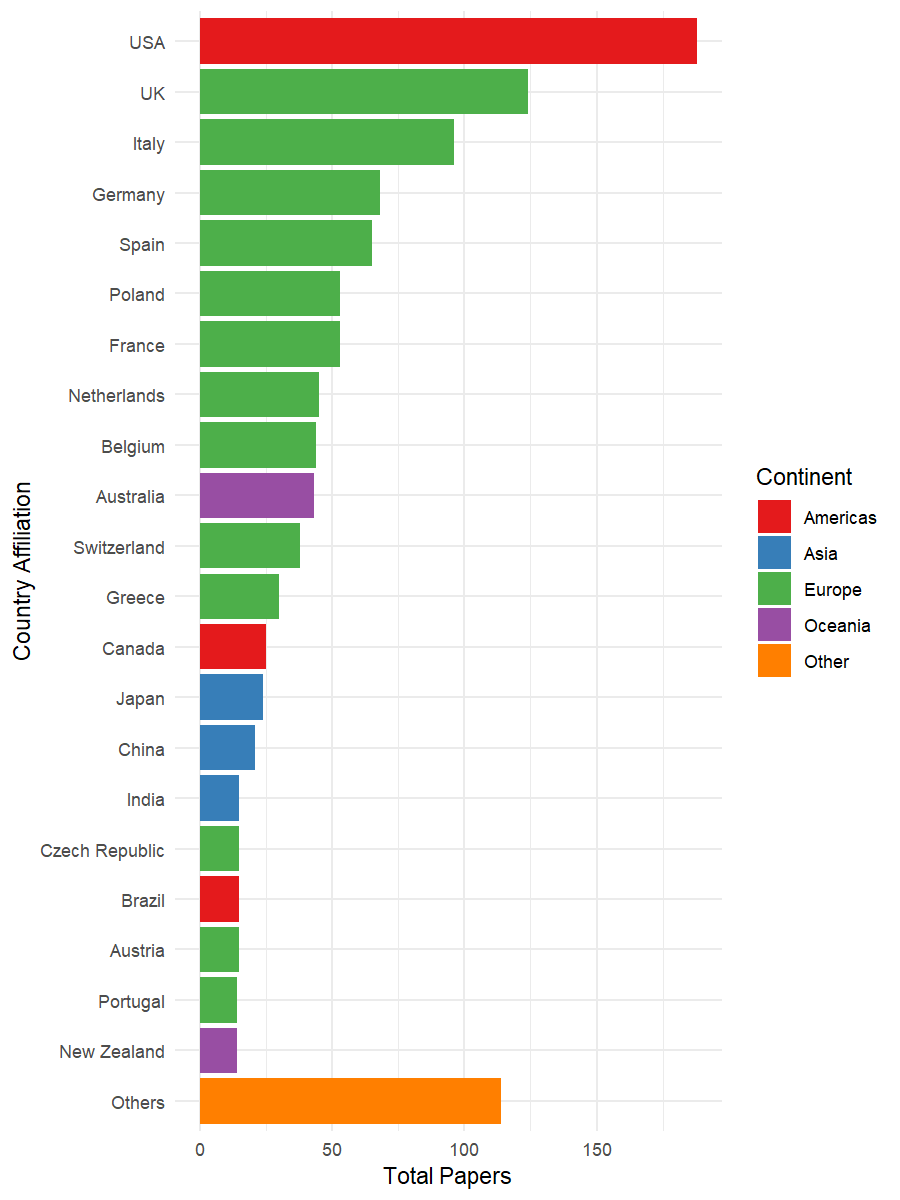 USA
UK
Italy
Germany
Spain
Poland
France
Netherlands
Belgium
Australia
Switzerland
Greece
Canada
Japan
China
India
Czech Republic
Brazil
Austria
Portugal
New Zealand
Others
Country Affiliation
0 50 100 150
Total Papers
Continent
Americas
Asia
Europe
Oceania
Other